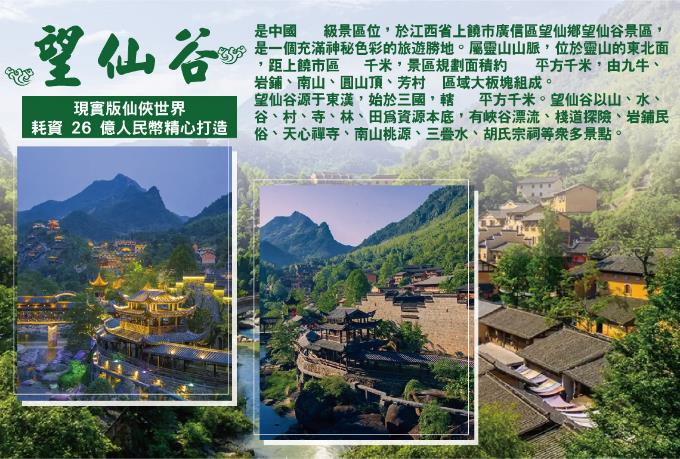 望仙谷
現實版仙俠世界
耗資 26 億人民幣精心打造
是中國　　級景區位，於江西省上饒市廣信區望仙鄉望仙谷景區，
是一個充滿神秘色彩的旅遊勝地。屬靈山山脈，位於靈山的東北面
，距上饒市區　　千米，景區規劃面積約　　平方千米，由九牛、
岩鋪、南山、圓山頂、芳村　區域大板塊組成。
望仙谷源于東漢，始於三國，轄　　平方千米。望仙谷以山、水、
谷、村、寺、林、田爲資源本底，有峽谷漂流、棧道探險、岩鋪民
俗、天心禪寺、南山桃源、三疊水、胡氏宗祠等衆多景點。